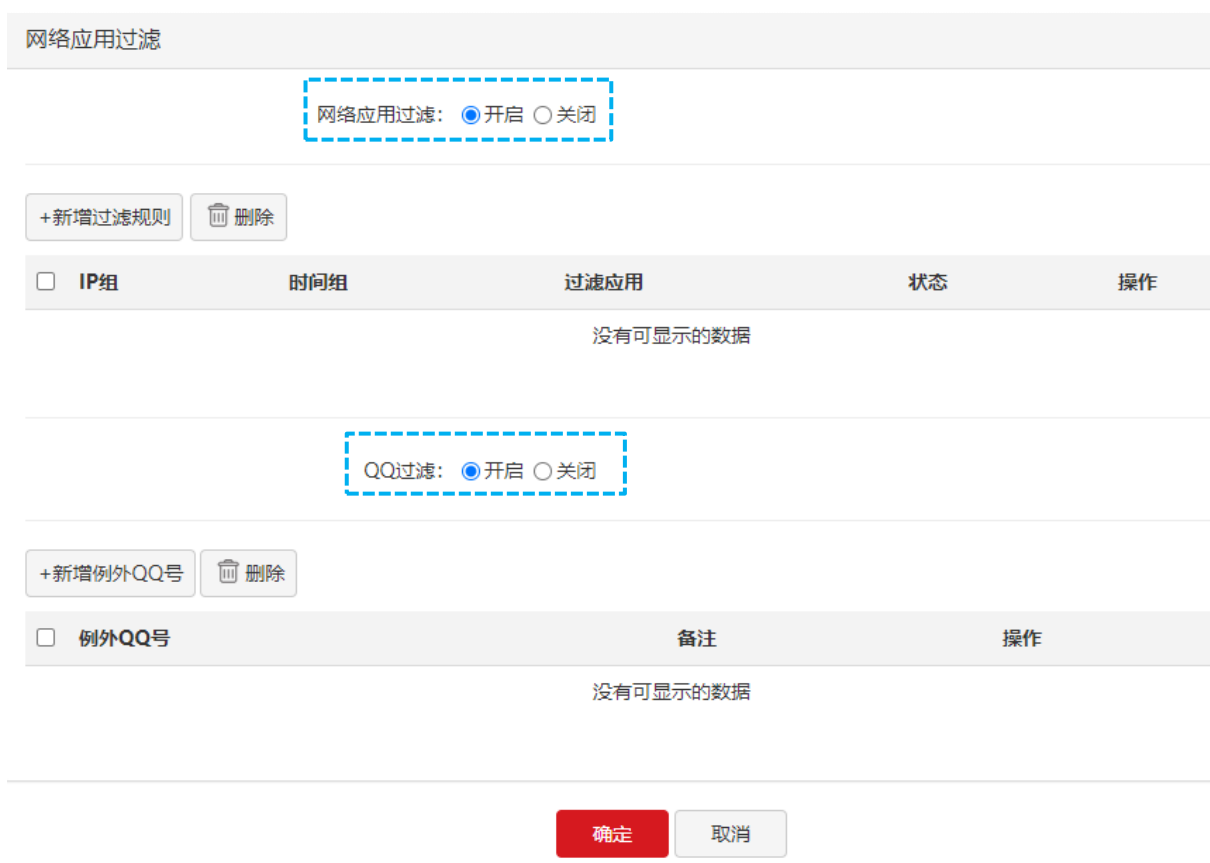 网络应用过滤
网络应用过滤： 开启 关闭
+新增过滤规则 删除
IP组 时间组 过滤应用 状态 操作
没有可显示的数据
QQ过滤： 开启 关闭
+新增例外QQ号 删除
例外QQ号 备注 操作
没有可显示的数据
确定 取消